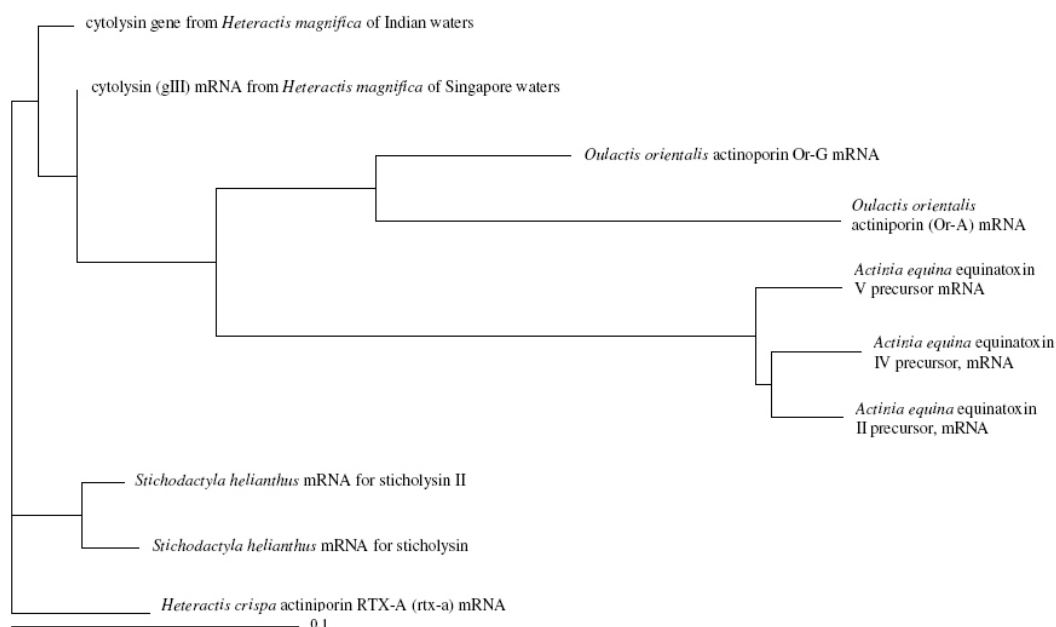 cytolysin gene from Heteractis magnifica of Indian waters
cytolysin (gIII) mRNA from Heteractis magnifica of Singapore waters
Oulactis orientalis actinoporin Or-G mRNA
Oulactis orientalis
actiniporin (Or-A) mRNA
Actinia equina equinatoxin
V precursor mRNA
Actinia equina equinatoxin
IV precursor, mRNA
Actinia equina equinatoxin
II precursor, mRNA
Stichodactyla helianthus mRNA for sticholysin II
Stichodactyla helianthus mRNA for sticholysin
Heteractis crispa actiniporin RTX-A (rtx-a) mRNA
0.1